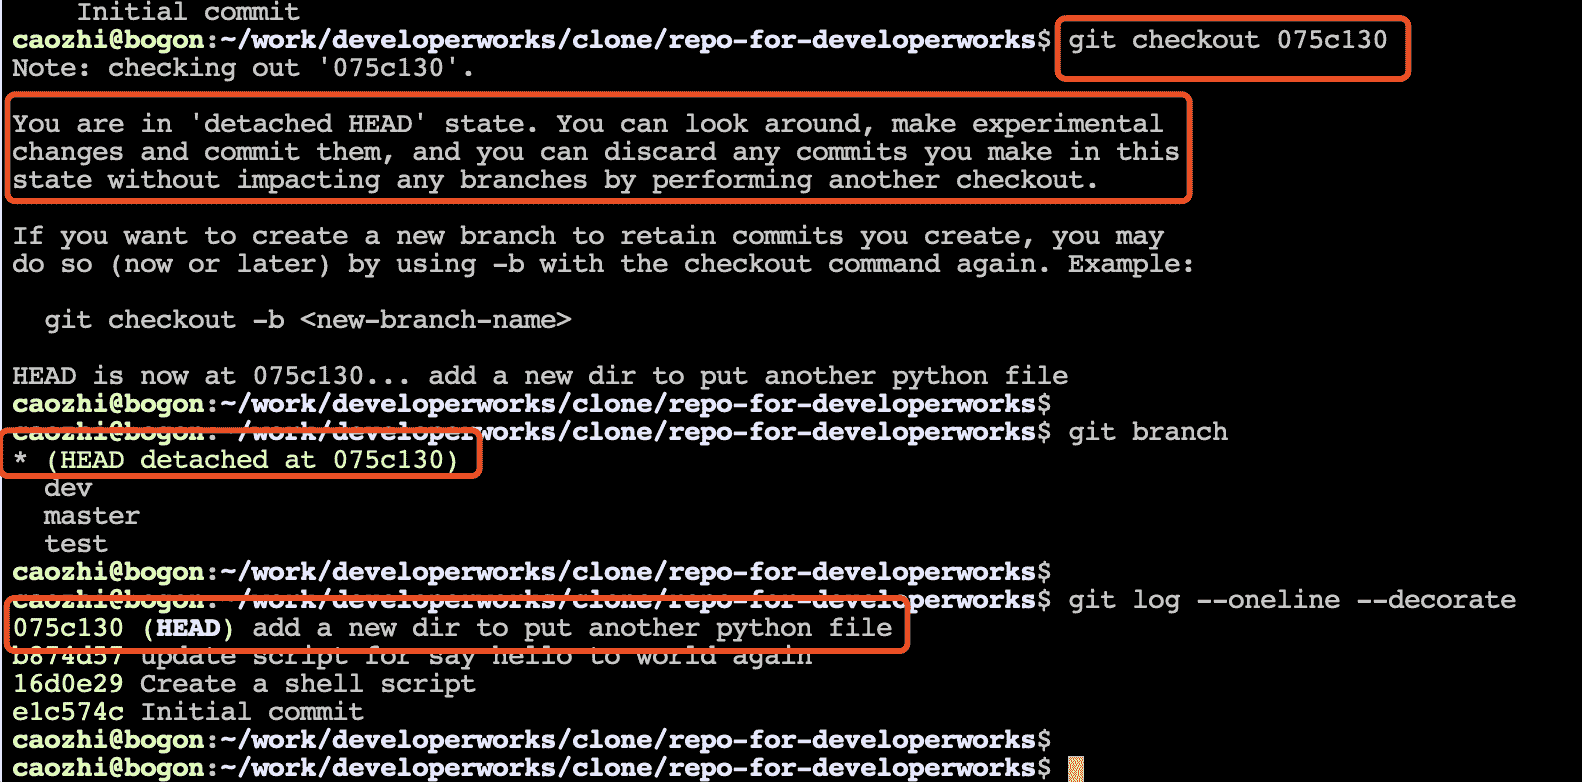 Initial commit
caozhi@bogon:~/work/developerworks/clone/repo-for-developerworks$ git checkout 075c130
Note: checking out '075c130'.
You are in 'detached HEAD' state. You can look around, make experimental
changes and commit them, and you can discard any commits you make in this
state without impacting any branches by performing another checkout.
If you want to create a new branch to retain commits you create, you may
do so (now or later) by using -b with the checkout command again. Example:
  git checkout -b <new-branch-name>
HEAD is now at 075c130... add a new dir to put another python file
caozhi@bogon:~/work/developerworks/clone/repo-for-developerworks$
caozhi@bogon:~/work/developerworks/clone/repo-for-developerworks$ git branch
* (HEAD detached at 075c130)
  dev
  master
  test
caozhi@bogon:~/work/developerworks/clone/repo-for-developerworks$
caozhi@bogon:~/work/developerworks/clone/repo-for-developerworks$ git log --oneline --decorate
075c130 (HEAD) add a new dir to put another python file
b874d57 update script for say hello to world again
16d0e29 Create a shell script
e1c574c Initial commit
caozhi@bogon:~/work/developerworks/clone/repo-for-developerworks$
caozhi@bogon:~/work/developerworks/clone/repo-for-developerworks$